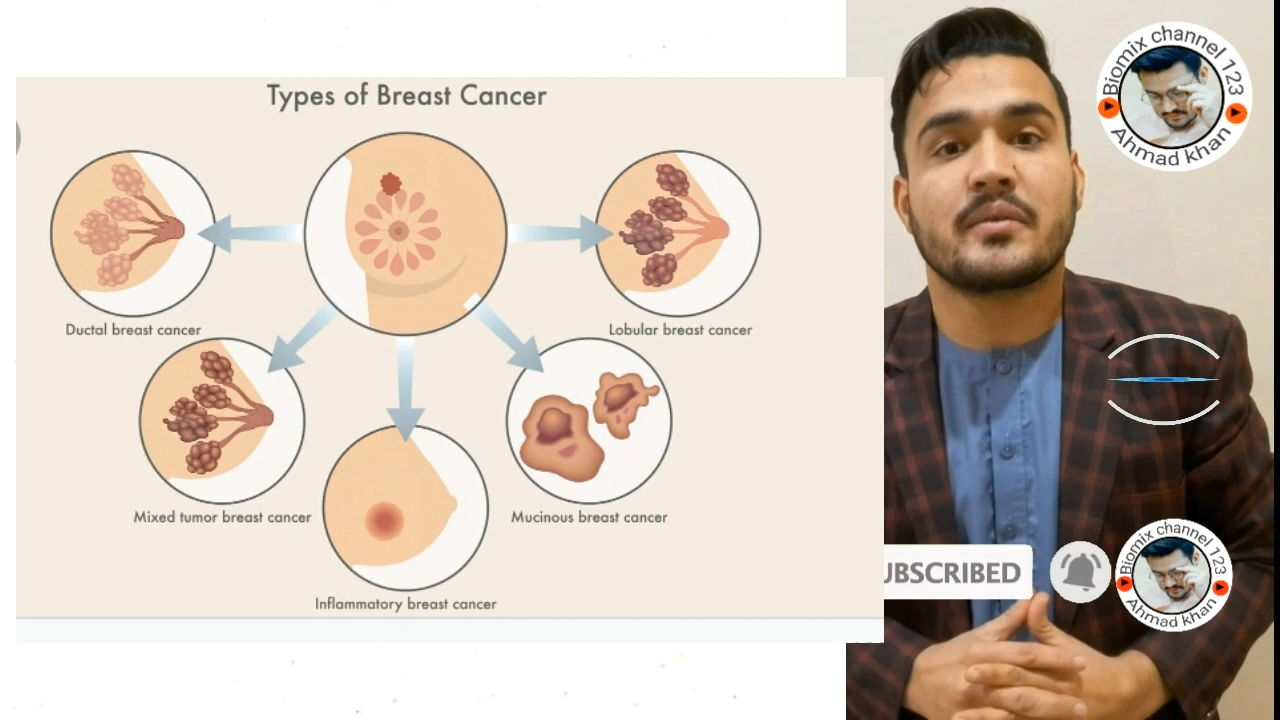 Types of Breast Cancer
Biomix channel 123
Ahmad khan
Ductal breast cancer
Lobular breast cancer
Mixed tumor breast cancer
Mucinous breast cancer
Inflammatory breast cancer
UBSCRIBED
Biomix channel 123
Ahmad khan